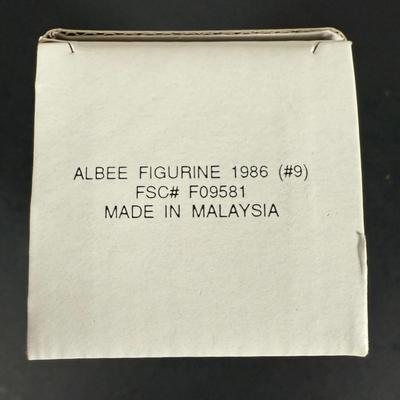 ALBEE FIGURINE 1986 (#9)
FSC# F09581
MADE IN MALAYSIA